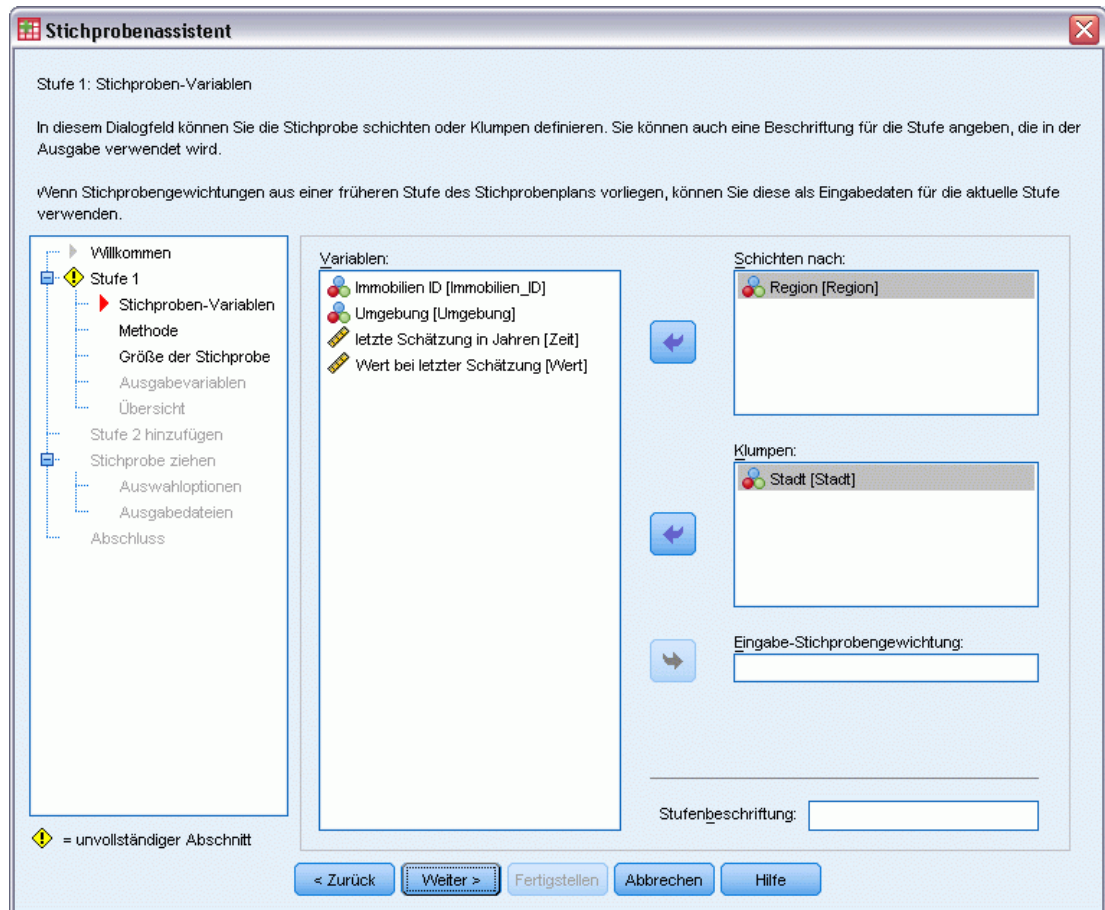 Stichprobenassistent
Stufe 1: Stichproben-Variablen
In diesem Dialogfeld können Sie die Stichprobe schichten oder Klumpen definieren. Sie können auch eine Beschriftung für die Stufe angeben, die in der
Ausgabe verwendet wird.
Wenn Stichprobengewichtungen aus einer früheren Stufe des Stichprobenplans vorliegen, können Sie diese als Eingabedaten für die aktuelle Stufe
verwenden.
Willkommen
Stufe 1
Stichproben-Variablen
Methode
Größe der Stichprobe
Ausgabevariablen
Übersicht
Stufe 2 hinzufügen
Stichprobe ziehen
Auswahloptionen
Ausgabedateien
Abschluss
= unvollständiger Abschnitt
Variablen:
Immobilien ID [Immobilien_ID]
Umgebung [Umgebung]
letzte Schätzung in Jahren [Zeit]
Wert bei letzter Schätzung [Wert]
Schichten nach:
Region [Region]
Klumpen:
Stadt [Stadt]
Eingabe-Stichprobengewichtung:
Stufenbeschriftung:
< Zurück
Weiter >
Fertigstellen
Abbrechen
Hilfe